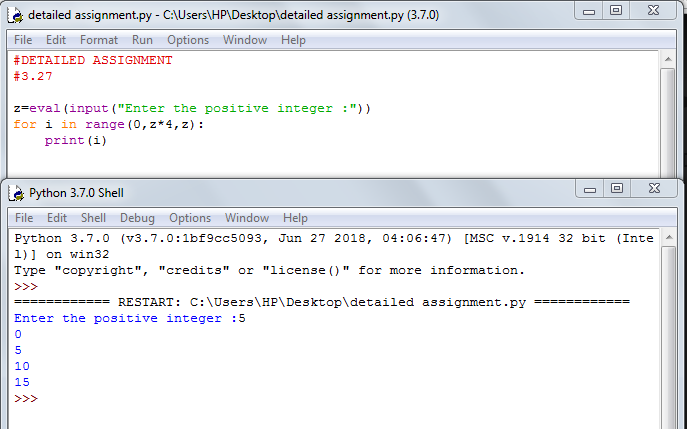 detailed assignment.py - C:\Users\HP\Desktop\detailed assignment.py (3.7.0)
File Edit Format Run Options Window Help
#DETAILED ASSIGNMENT
#3.27
z=eval(input("Enter the positive integer :"))
for i in range(0,z*4,z):
    print(i)
Python 3.7.0 Shell
File Edit Shell Debug Options Window Help
Python 3.7.0 (v3.7.0:1bf9cc5093, Jun 27 2018, 04:06:47) [MSC v.1914 32 bit (Inte
l)] on win32
Type "copyright", "credits" or "license()" for more information.
>>>
============ RESTART: C:\Users\HP\Desktop\detailed assignment.py ============
Enter the positive integer :5
0
5
10
15
>>>